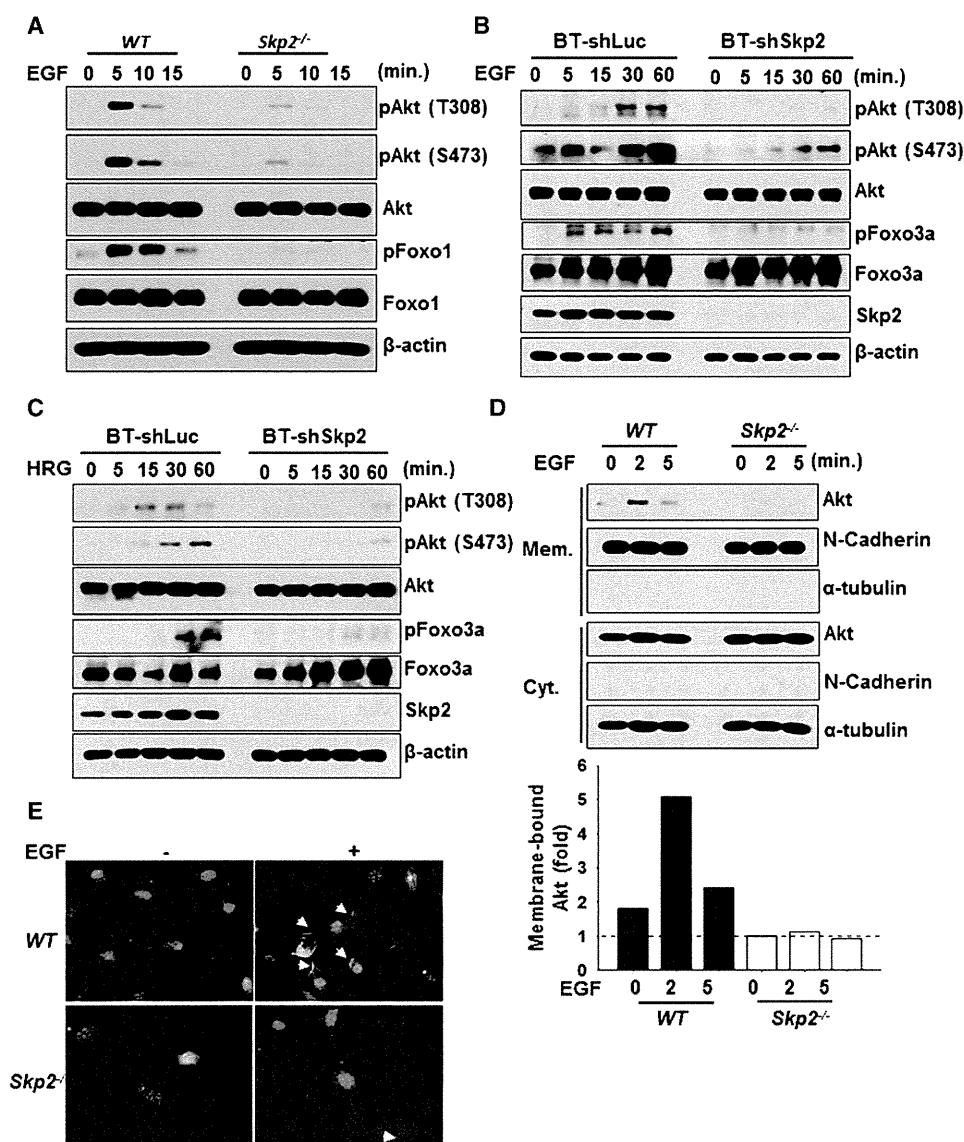 A
WT Skp2-/-
EGF 0 5 10 15 0 5 10 15 (min.)
pAkt (T308)
pAkt (S473)
Akt
pFoxo1
Foxo1
β-actin
B
BT-shLuc BT-shSkp2
EGF 0 5 15 30 60 0 5 15 30 60 (min.)
pAkt (T308)
pAkt (S473)
Akt
pFoxo3a
Foxo3a
Skp2
β-actin
C
BT-shLuc BT-shSkp2
HRG 0 5 15 30 60 0 5 15 30 60 (min.)
pAkt (T308)
pAkt (S473)
Akt
pFoxo3a
Foxo3a
Skp2
β-actin
D
WT Skp2-/-
EGF 0 2 5 0 2 5 (min.)
Mem.
Akt
N-Cadherin
α-tubulin
Cyt.
Akt
N-Cadherin
α-tubulin
Membrane-bound
Akt (fold)
6
5
4
3
2
1
0
EGF 0 2 5 0 2 5
WT Skp2-/-
E
EGF - +
WT
Skp2-/